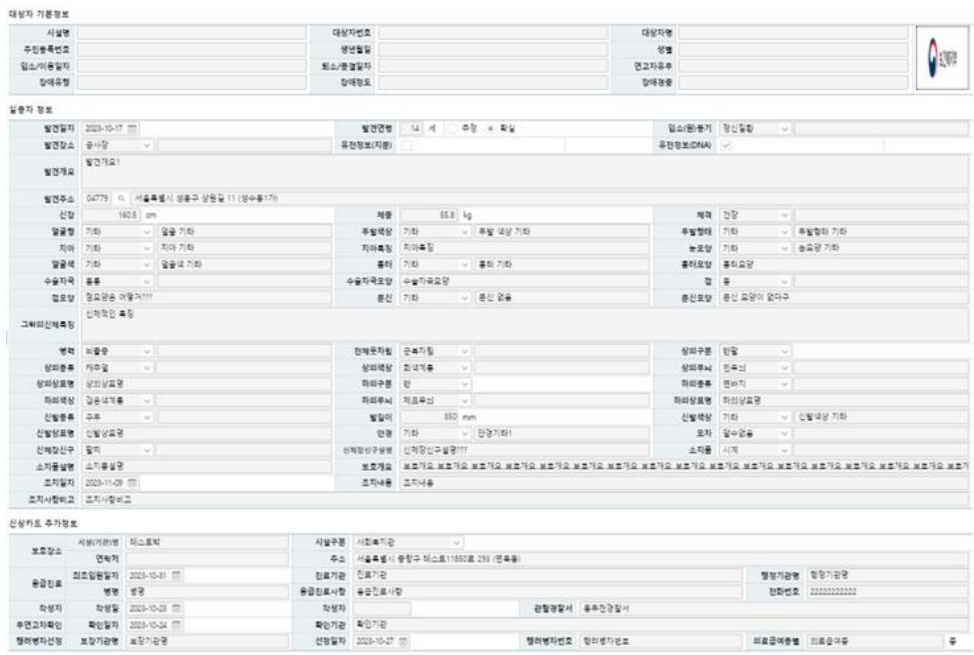 대상자 기본정보
시설명 대상자번호 대상자명
주민등록번호 생년월일 성별
입소/이용일자 퇴소/종결일자 연고자유무
장애유형 장애정도 장애경중
보건복지부
실종자 정보
발견일자 2023-10-17 발견연령 14 세 추정 확실 입소(원)동기 정신질환
발견장소 공사장 유전정보(지문) 유전정보(DNA)
발견개요 발견개요1
발견주소 04779 서울특별시 성동구 상원길 11 (성수동1가)
신장 160.5 cm 체중 55.8 kg 체격 건장
얼굴형 기타 얼굴 기타 두발색상 기타 두발 색상 기타 두발형태 기타 두발형태 기타
치아 기타 치아 기타 치아특징 치아특징 눈모양 기타 눈모양 기타
얼굴색 기타 얼굴색 기타 흉터 기타 흉터 기타 흉터모양 흉터모양
수술자국 수술자국모양 수술자국모양 점
점모양 점모양은 어떻거??? 문신 기타 문신 없음 문신모양 문신 모양이 없다구
그밖의신체특징 신체적인 특징
병력 뇌졸중 전체옷차림 군복차림 상의구분 반팔
상의종류 캐주얼 상의색상 회색계통 상의무늬 민무늬
상의상표명 상의상표명 하의구분 하의종류 면바지
하의색상 검은색계통 하의무늬 체크무늬 하의상표명 하의상표명
신발종류 구두 발길이 350 mm 신발색상 기타 신발색상 기타
신발상표명 신발상표명 안경 기타 안경기타1 모자 알수없음
신체장신구 팔찌 신체장신구설명 신체장신구설명??? 소지품 시계
소지품설명 소지품설명 보호개요 보호개요 보호개요 보호개요 보호개요 보호개요 보호개요 보호개요 보호개요 보호개요 보호개요 보호개요 보호개요 보호개요 보호개요 보호개
조치일자 2023-11-09 조치내용 조치내용
조치사항비고 조치사항비고
신상카드 추가정보
보호장소 시설(기관)명 테스트박 시설구분 사회복지관
연락처 주소 서울특별시 중랑구 테스트11850로 293 (면목동)
응급진료 최초입원일자 2023-10-31 진료기관 진료기관 행정기관명 행정기관명
병명 병명 응급진료사항 응급진료사항 전화번호 2222222222
작성자 작성일 2023-10-23 작성자 관할경찰서 동부천경찰서
무연고자확인 확인일자 2023-10-24 확인기관 확인기관
행려병자선정 보장기관명 보장기관명 선정일자 2023-10-27 행려병자번호 행려병자번호 의료급여종별 의료급여종 종